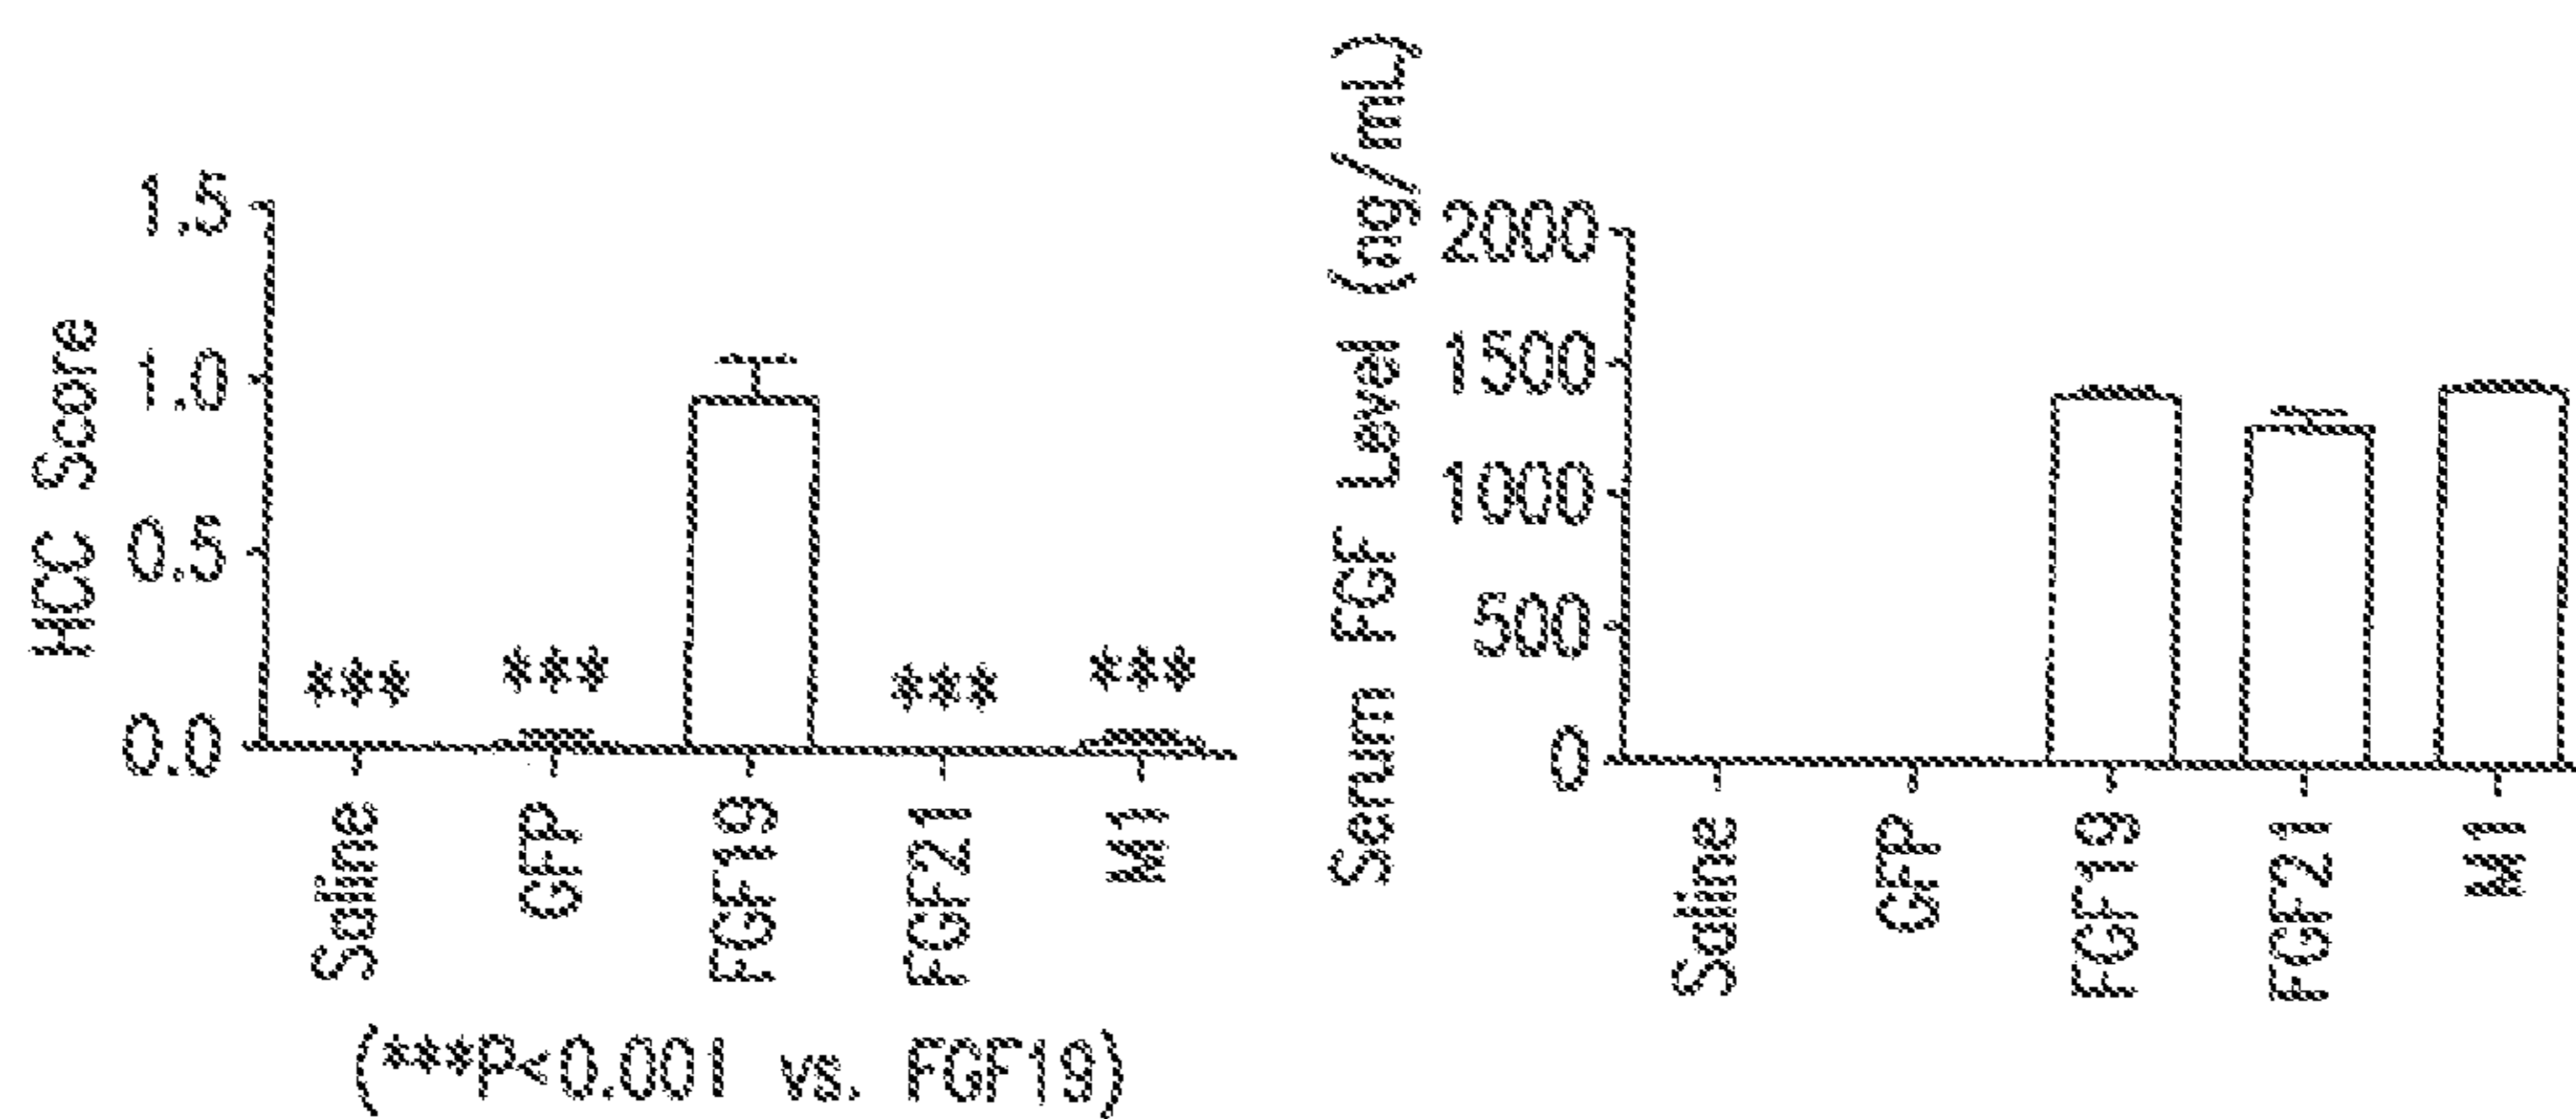 HCC Score
1.5
1.0
0.5
0.0
***
***
***
***
Saline
GFP
FGF19
FGF21
M1
(***P<0.001 vs. FGF19)
Serum FGF Level (ng/mL)
2000
1500
1000
500
0
Saline
GFP
FGF19
FGF21
M1